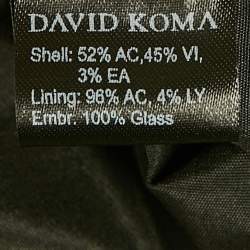 DAVID KOMA
Shell: 52% AC,45% VI,
3% EA
Lining: 96% AC, 4% LY
Embr: 100% Glass